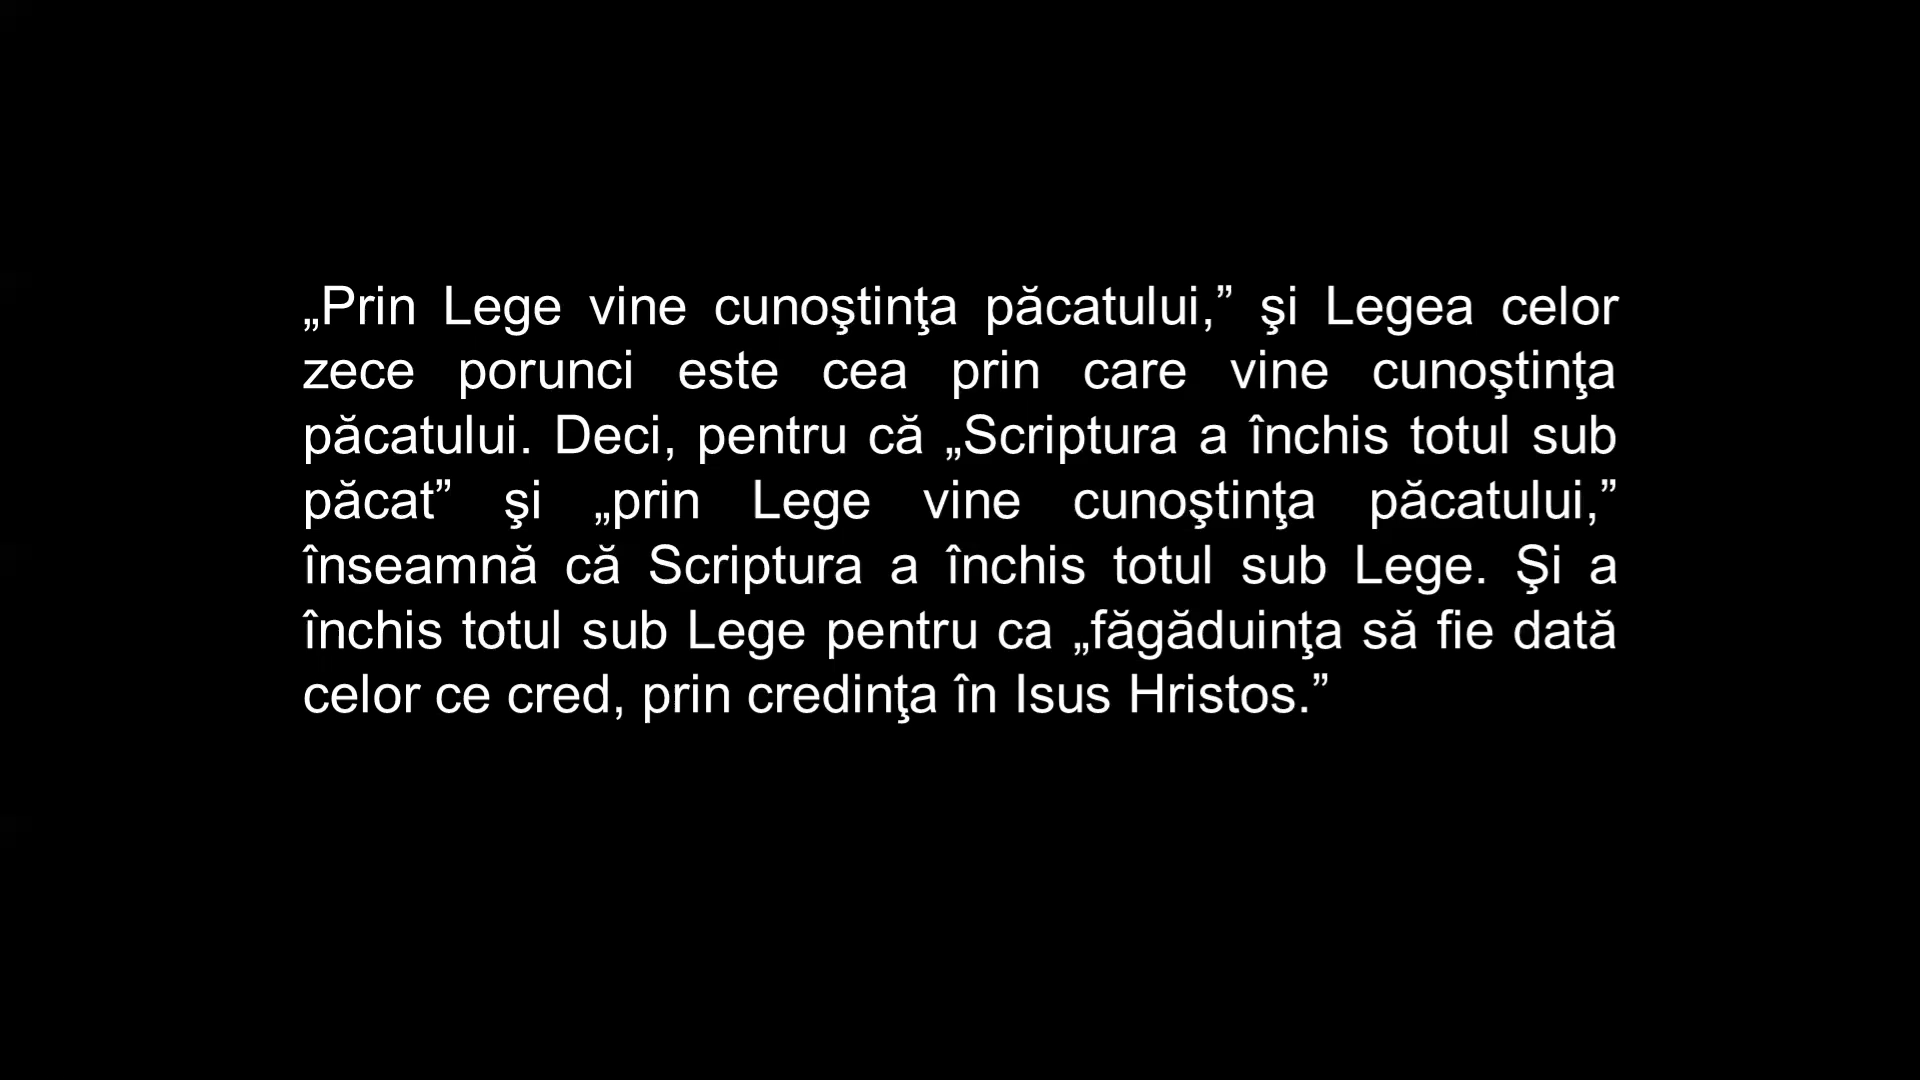 „Prin Lege vine cunoştinţa păcatului,” şi Legea celor
zece porunci este cea prin care vine cunoştinţa
păcatului. Deci, pentru că „Scriptura a închis totul sub
păcat” şi „prin Lege vine cunoştinţa păcatului,”
înseamnă că Scriptura a închis totul sub Lege. Şi a
închis totul sub Lege pentru ca „făgăduinţa să fie dată
celor ce cred, prin credinţa în Isus Hristos.”